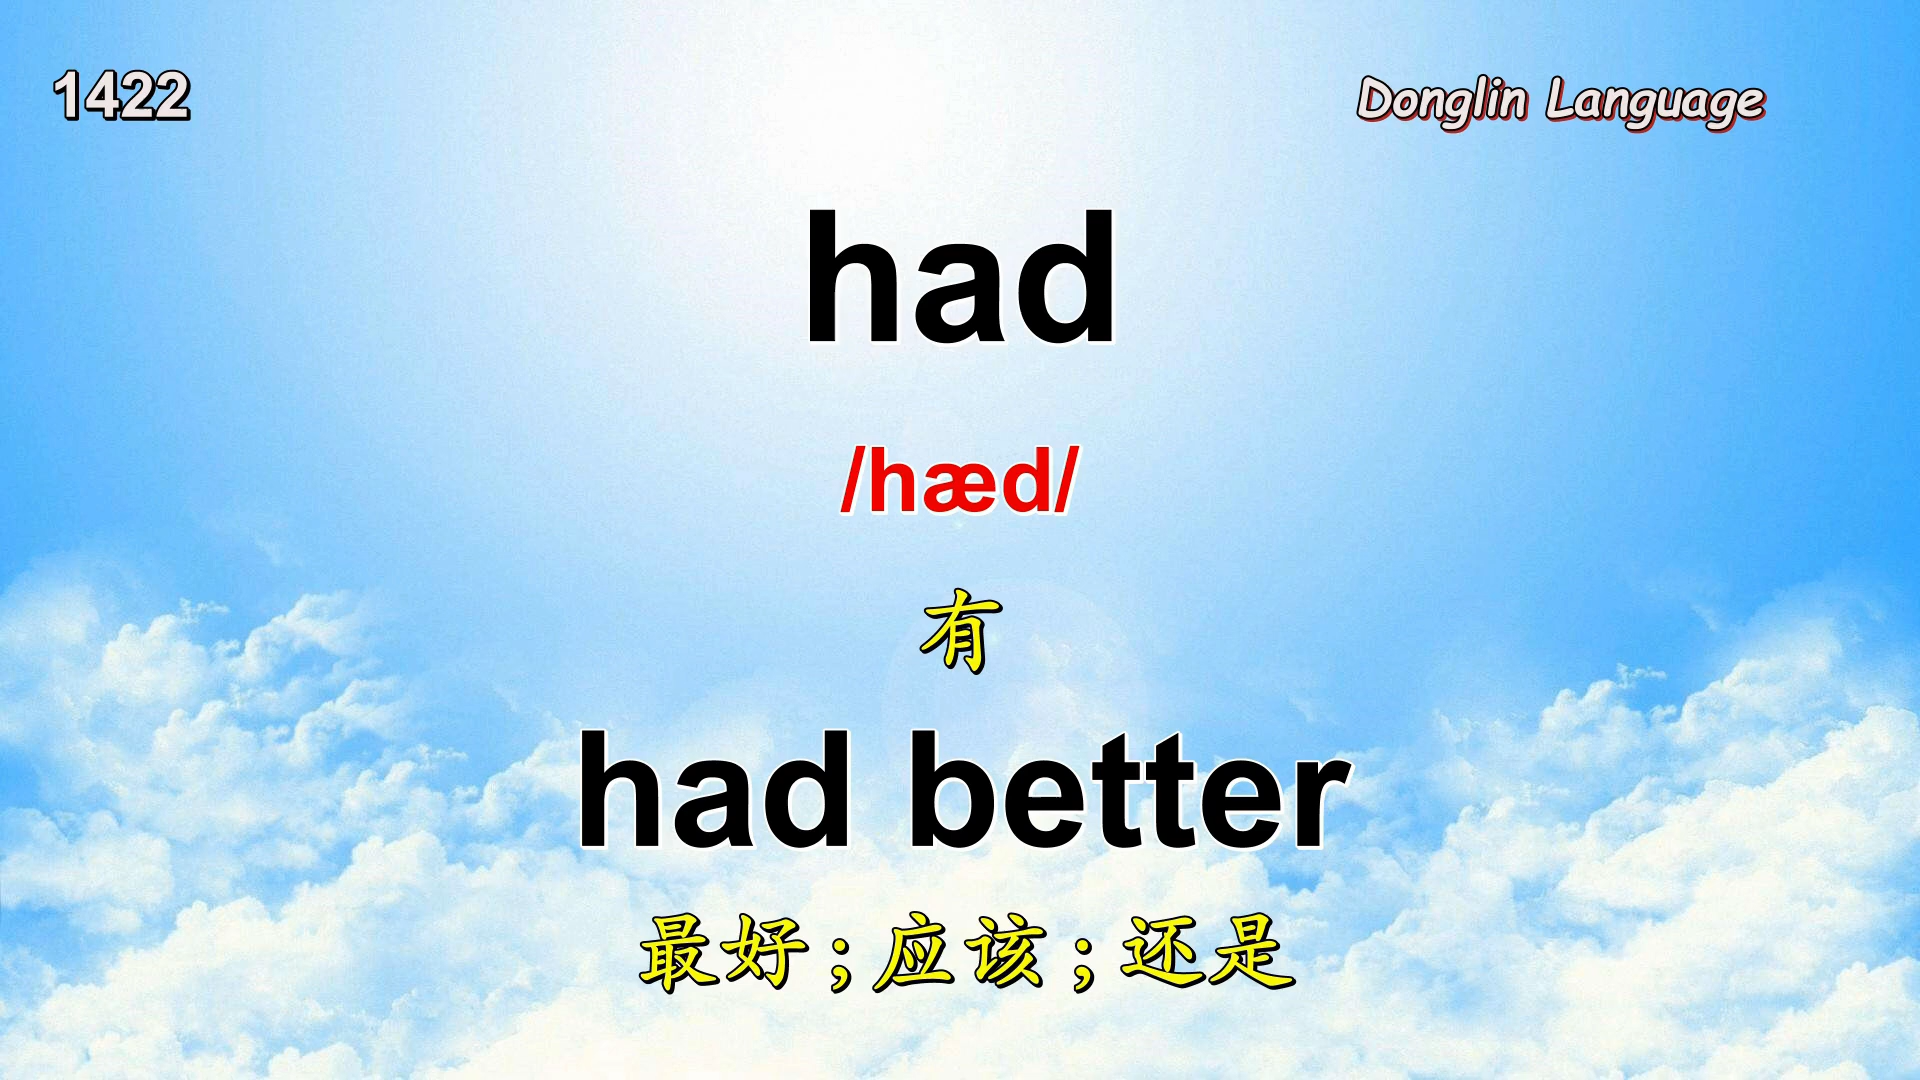 1422
Donglin Language
had
/hæd/
有
had better
最好;应该;还是